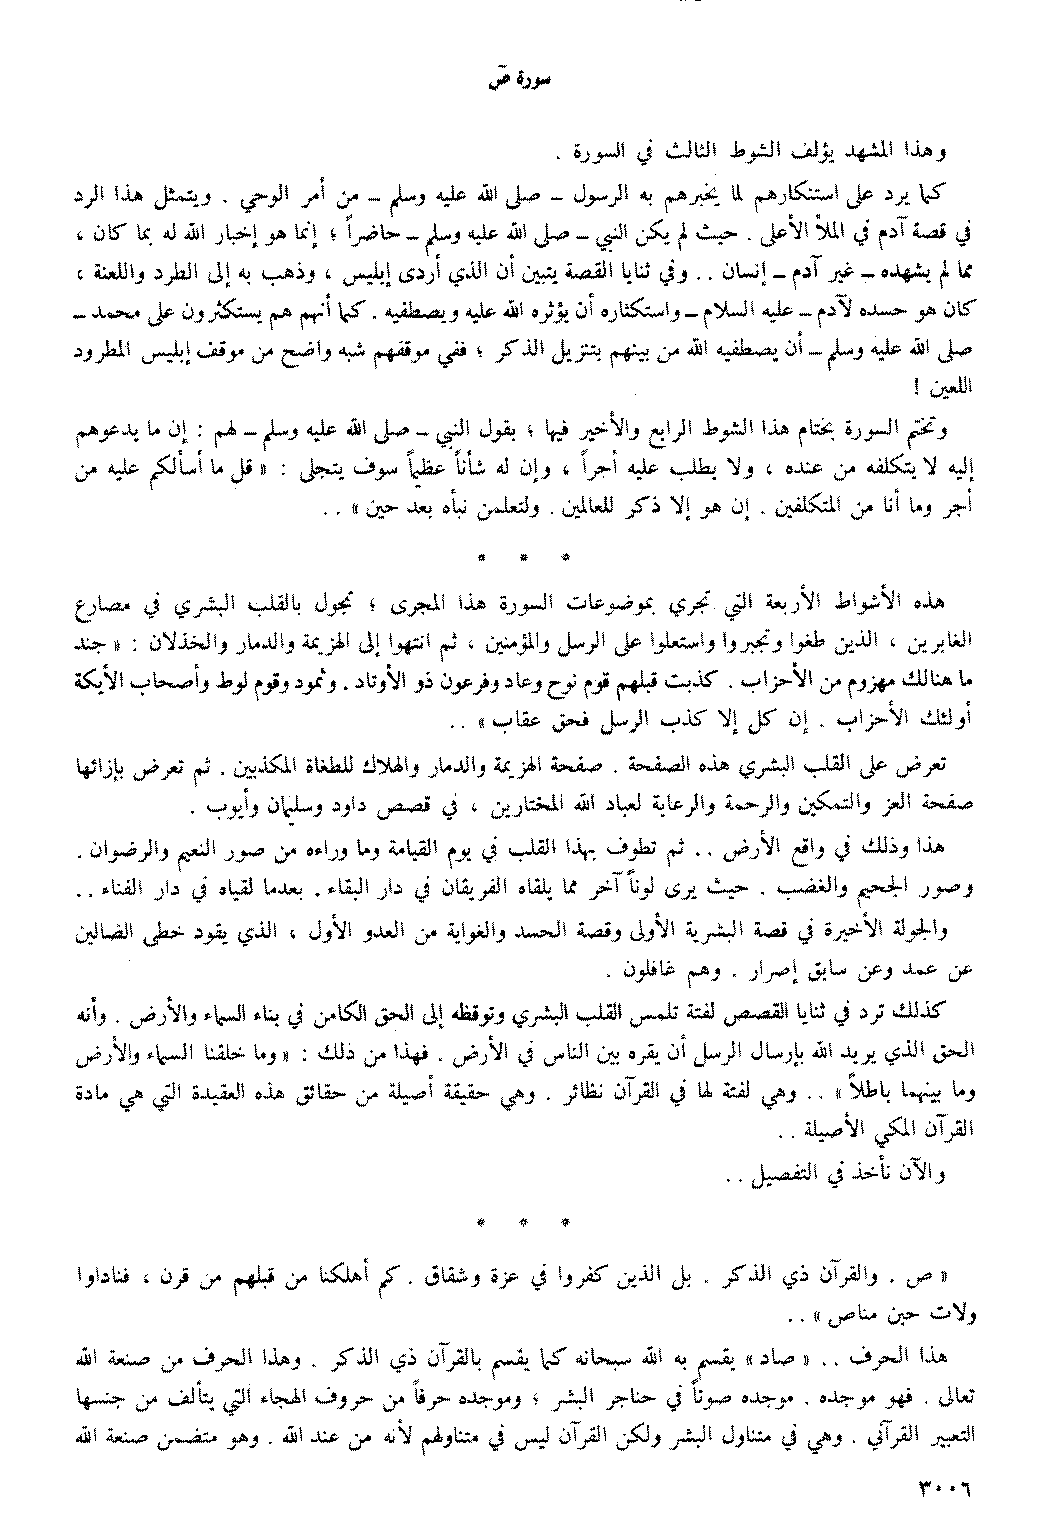 سورة صۤ
وهذا المشهد يؤلف الشوط الثالث في السورة .
كما يرد على استنكارهم لما يخبرهم به الرسول – صلى الله عليه وسلم – من أمر الوحي . ويتمثل هذا الرد
في قصة آدم في الملأ الأعلى . حيث لم يكن النبي – صلى الله عليه وسلم – حاضراً ؛ إنما هو إخبار الله له بما كان ،
مما لم يشهده – غير آدم – إنسان .. وفي ثنايا القصة يتبين أن الذي أردى إبليس ، وذهب به إلى الطرد واللعنة ،
كان هو حسده لآدم – عليه السلام – واستكثاره أن يؤثره الله عليه ويصطفيه . كما أنهم هم يستكثرون على محمد –
صلى الله عليه وسلم – أن يصطفيه الله من بينهم بتنزيل الذكر ؛ ففي موقفهم شبه واضح من موقف إبليس المطرود
اللعين !
وتختم السورة بختام هذا الشوط الرابع والأخير فيها ؛ بقول النبي – صلى الله عليه وسلم – لهم : إن ما يدعوهم
إليه لا يتكلفه من عنده ، ولا يطلب عليه أجراً ، وإن له شأناً عظيماً سوف يتجلى : « قل ما أسألكم عليه من
أجر وما أنا من المتكلفين . إن هو إلا ذكر للعالمين . ولتعلمن نبأه بعد حين » ..
* * *
هذه الأشواط الأربعة التي تجري بموضوعات السورة هذا المجرى ؛ تجول بالقلب البشري في مصارع
الغابرين ، الذين طغوا وتجبروا واستعلوا على الرسل والمؤمنين ، ثم انتهوا إلى الهزيمة والدمار والخذلان : « جند
ما هنالك مهزوم من الأحزاب . كذبت قبلهم قوم نوح وعاد وفرعون ذو الأوتاد . وثمود وقوم لوط وأصحاب الأيكة
أولئك الأحزاب . إن كل إلا كذب الرسل فحق عقاب » ..
تعرض على القلب البشري هذه الصفحة . صفحة الهزيمة والدمار والهلاك للطغاة المكذبين . ثم تعرض بإزائها
صفحة العز والتمكين والرحمة والرعاية لعباد الله المختارين ، في قصص داود وسليمان وأيوب .
هذا وذلك في واقع الأرض .. ثم تطوف بهذا القلب في يوم القيامة وما وراءه من صور النعيم والرضوان .
وصور الجحيم والغضب . حيث يرى لوناً آخر مما يلقاه الفريقان في دار البقاء . بعدما لقياه في دار الفناء ..
والجولة الأخيرة في قصة البشرية الأولى وقصة الحسد والغواية من العدو الأول ، الذي يقود خطى الضالين
عن عمد وعن سابق إصرار . وهم غافلون .
كذلك ترد في ثنايا القصص لفتة تلمس القلب البشري وتوقظه إلى الحق الكامن في بناء السماء والأرض . وأنه
الحق الذي يريد الله بإرسال الرسل أن يقره بين الناس في الأرض . فهذا من ذلك : « وما خلقنا السماء والأرض
وما بينهما باطلاً » .. وهي لفتة لها في القرآن نظائر . وهي حقيقة أصيلة من حقائق هذه العقيدة التي هي مادة
القرآن المكي الأصيلة ..
والآن نأخذ في التفصيل ..
* * *
« ص . والقرآن ذي الذكر . بل الذين كفروا في عزة وشقاق . كم أهلكنا من قبلهم من قرن ، فنادوا
ولات حين مناص » ..
هذا الحرف .. « صاد » يقسم به الله سبحانه كما يقسم بالقرآن ذي الذكر . وهذا الحرف من صنعة الله
تعالى . فهو موجده . موجده صوتاً في حناجر البشر ؛ وموجده حرفاً من حروف الهجاء التي يتألف من جنسها
التعبير القرآني . وهي في متناول البشر ولكن القرآن ليس في متناولهم لأنه من عند الله . وهو متضمن صنعة الله
٣٠٠٦